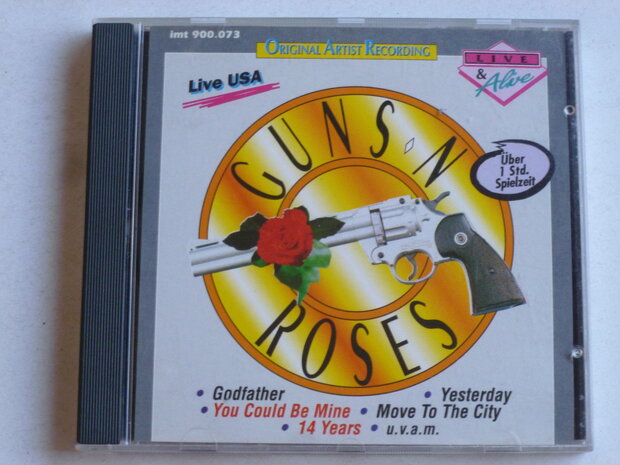 imt 900.073
ORIGINAL ARTIST RECORDING
LIVE
& Alive
Live USA
GUNS N
ROSES
Über
1 Std.
Spielzeit
• Godfather • Yesterday
• You Could Be Mine • Move To The City
• 14 Years • u.v.a.m.